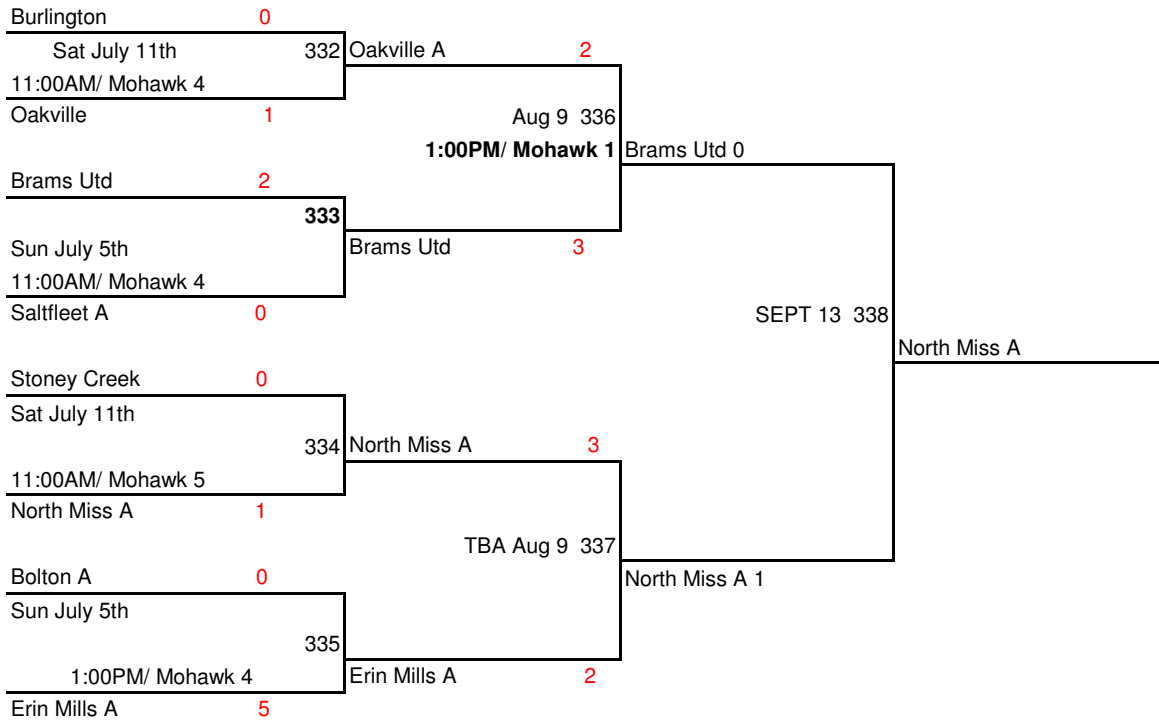 Burlington 0
Sat July 11th 332 Oakville A 2
11:00AM/ Mohawk 4
Oakville 1
Aug 9 336
1:00PM/ Mohawk 1 Brams Utd 0
Brams Utd 2
333
Sun July 5th Brams Utd 3
11:00AM/ Mohawk 4
Saltfleet A 0
SEPT 13 338
North Miss A
Stoney Creek 0
Sat July 11th
334 North Miss A 3
11:00AM/ Mohawk 5
North Miss A 1
TBA Aug 9 337
Bolton A 0 North Miss A 1
Sun July 5th
335
1:00PM/ Mohawk 4 Erin Mills A 2
Erin Mills A 5